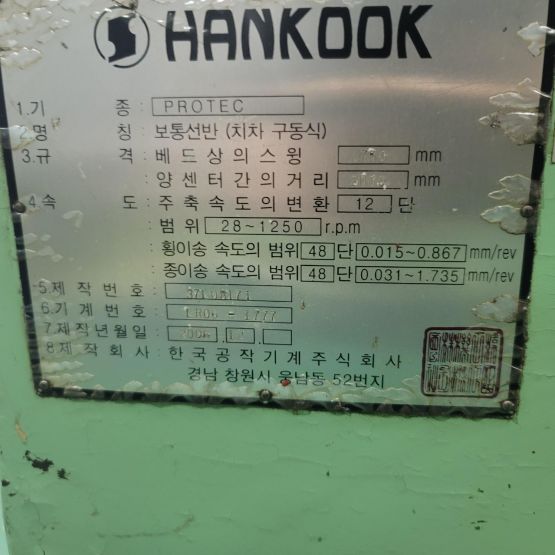 HANKOOK
1.기 종 : PROTEC
2.명 칭 : 보통선반 (치차 구동식)
3.규 격 : 베드상의스윙 mm
양센터간의거리 mm
4.속 도 : 주축속도의변환 12 단
범위 28~1250 r.p.m
횡이송 속도의 범위 48 단 0.015~0.867 mm/rev
종이송 속도의 범위 48 단 0.031~1.735 mm/rev
5.제작번호 :
6.기계번호 :
7.제작년월일 : 2006
8.제작회사 : 한국공작기계주식회사
경남 창원시 웅남동 52번지